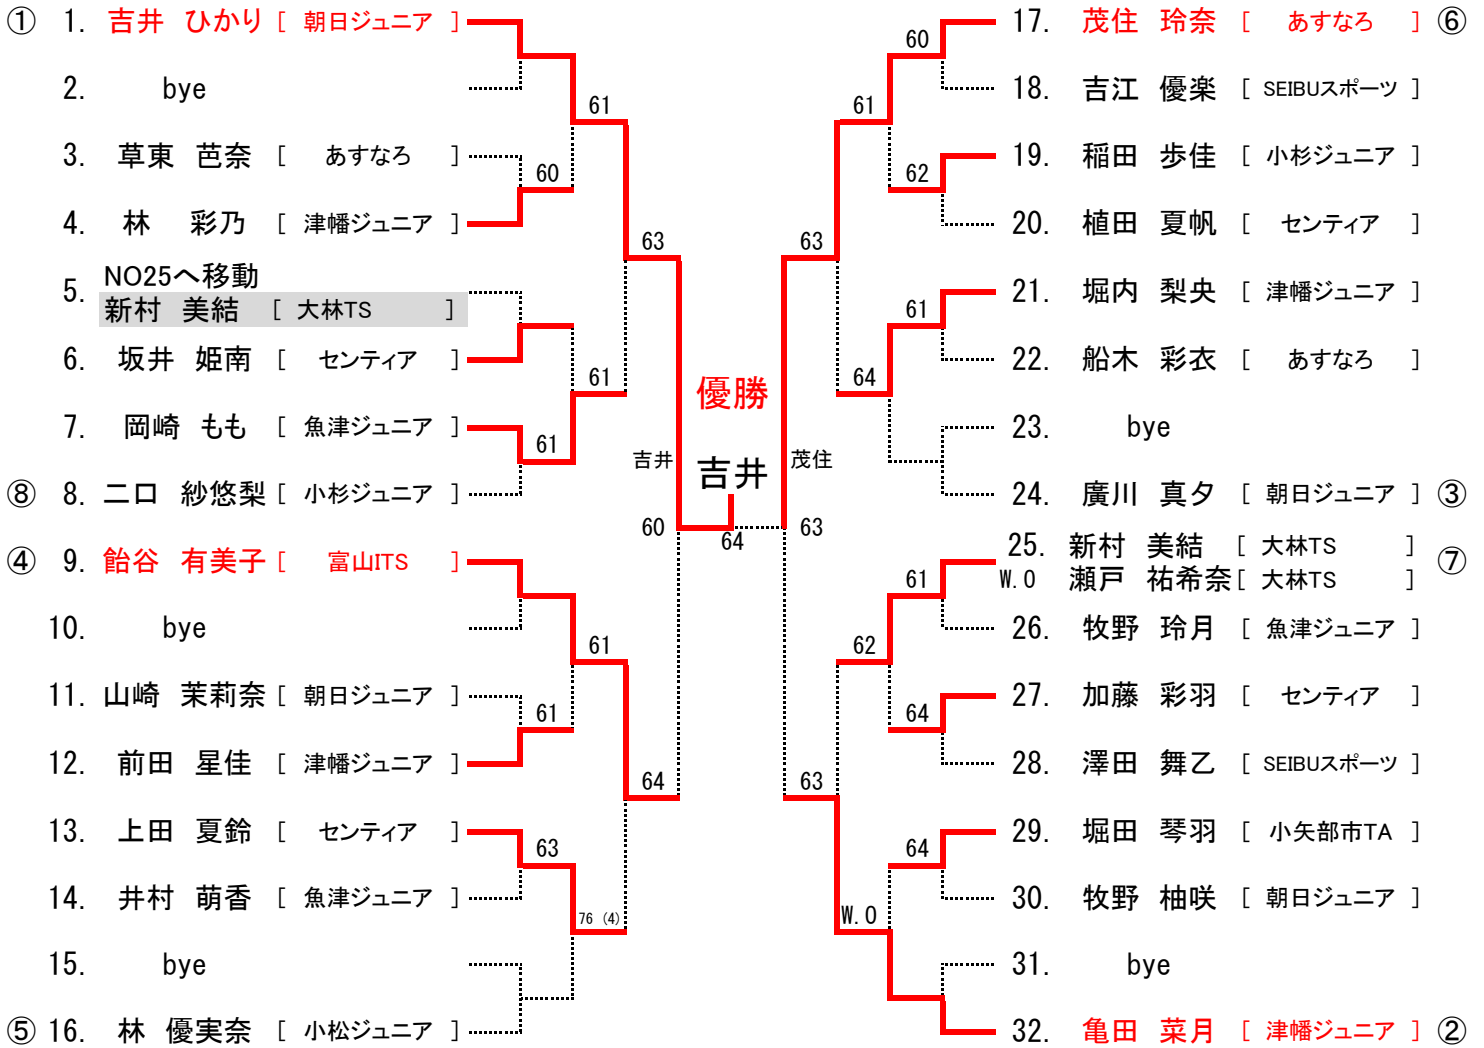 ① 1. 吉井 ひかり [ 朝日ジュニア ]
2. bye
61
3. 草東 芭奈 [ あすなろ ]
60
4. 林 彩乃 [ 津幡ジュニア ]
63
5. NO25へ移動
新村 美結 [ 大林TS ]
6. 坂井 姫南 [ センティア ]
61
7. 岡崎 もも [ 魚津ジュニア ]
61
⑧ 8. 二口 紗悠梨 [ 小杉ジュニア ]
吉井
60
④ 9. 飴谷 有美子 [ 富山ITS ]
10. bye
61
11. 山崎 茉莉奈 [ 朝日ジュニア ]
61
12. 前田 星佳 [ 津幡ジュニア ]
64
13. 上田 夏鈴 [ センティア ]
63
14. 井村 萌香 [ 魚津ジュニア ]
76 (4)
15. bye
⑤ 16. 林 優実奈 [ 小松ジュニア ]
優勝
吉井
64
17. 茂住 玲奈 [ あすなろ ] ⑥
60
18. 吉江 優楽 [ SEIBUスポーツ ]
61
19. 稲田 歩佳 [ 小杉ジュニア ]
62
20. 植田 夏帆 [ センティア ]
63
21. 堀内 梨央 [ 津幡ジュニア ]
61
22. 船木 彩衣 [ あすなろ ]
64
23. bye
24. 廣川 真夕 [ 朝日ジュニア ] ③
茂住
63
25. 新村 美結 [ 大林TS ] ⑦
W.O 瀬戸 祐希奈 [ 大林TS ]
61
26. 牧野 玲月 [ 魚津ジュニア ]
62
27. 加藤 彩羽 [ センティア ]
64
28. 澤田 舞乙 [ SEIBUスポーツ ]
63
29. 堀田 琴羽 [ 小矢部市TA ]
64
30. 牧野 柚咲 [ 朝日ジュニア ]
W.O
31. bye
32. 亀田 菜月 [ 津幡ジュニア ] ②